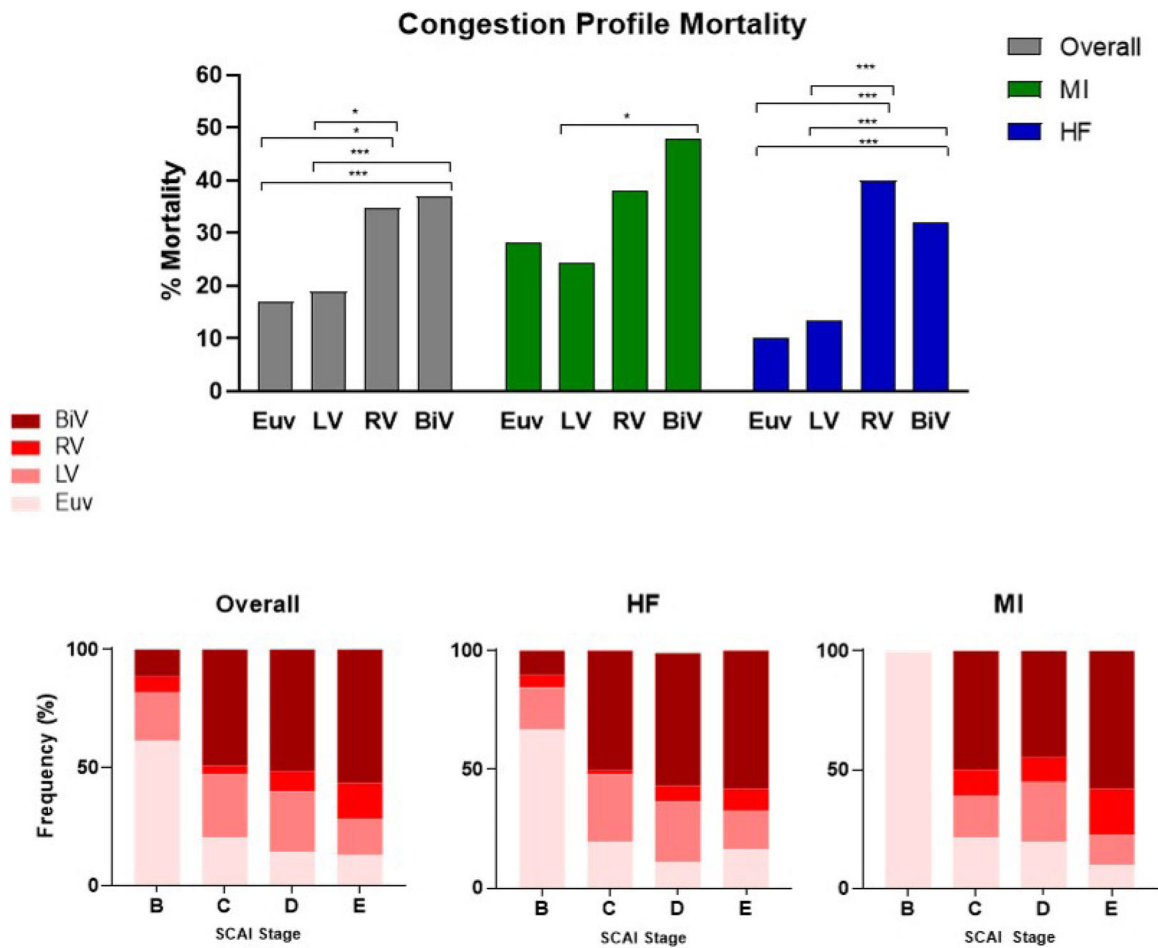 Congestion Profile Mortality
Overall
MI
HF
% Mortality
60
50
40
30
20
10
0
* * *** ***
*
*** *** *** ***
Euv LV RV BiV Euv LV RV BiV Euv LV RV BiV
BiV
RV
LV
Euv
Overall HF MI
Frequency (%)
100 100 100
50 50 50
0 0 0
B C D E B C D E B C D E
SCAI Stage SCAI Stage SCAI Stage